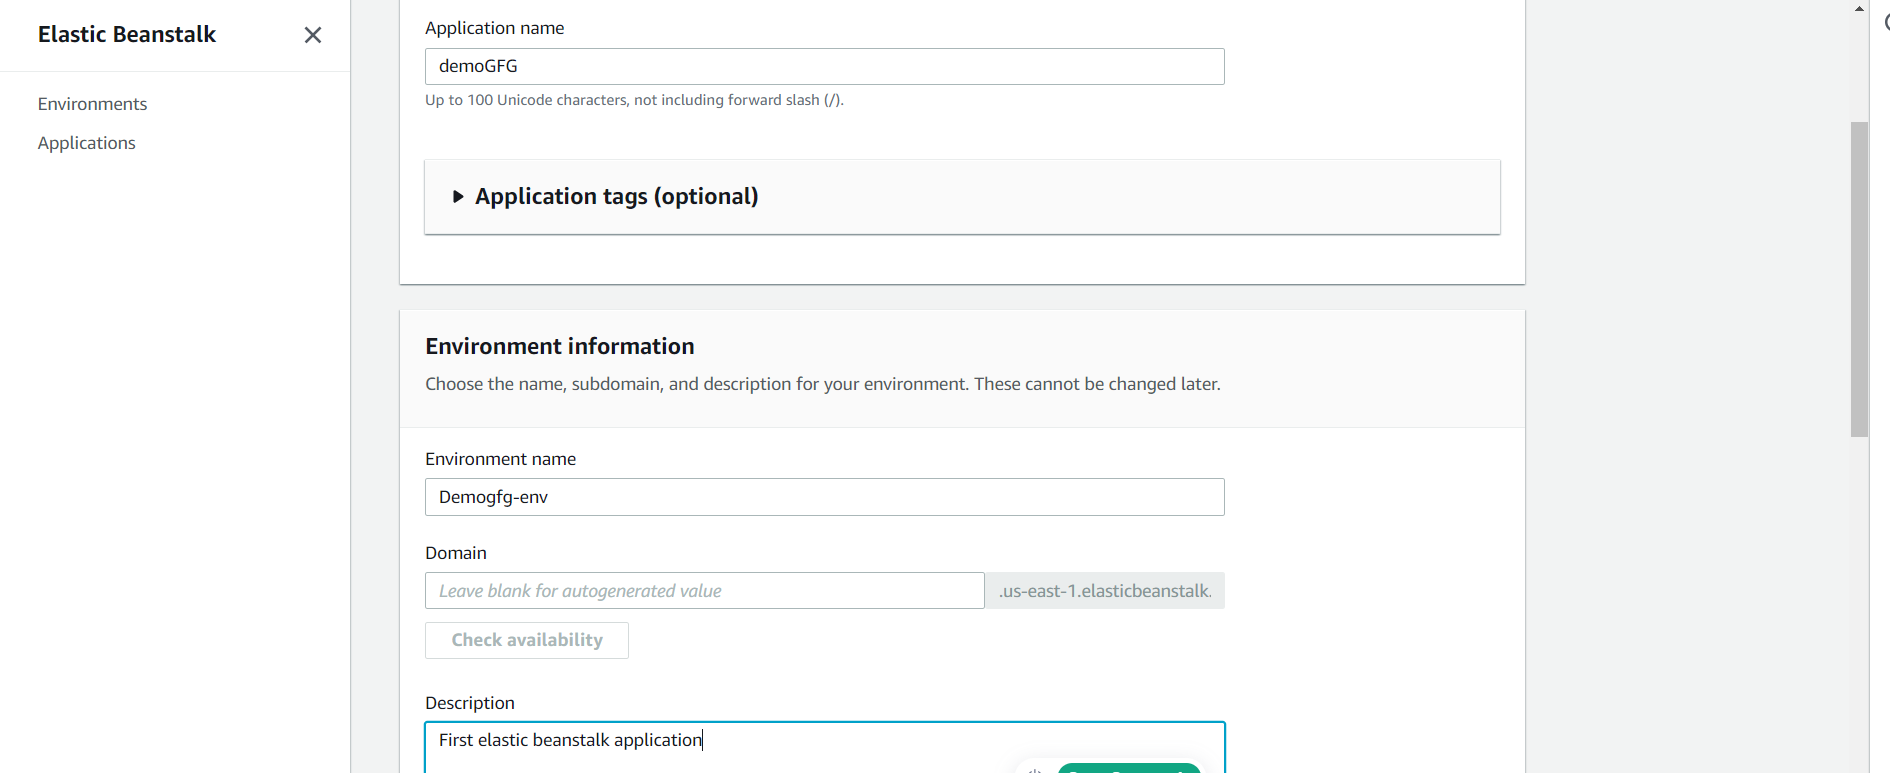 Elastic Beanstalk
Environments
Applications
Application name
demoGFG
Up to 100 Unicode characters, not including forward slash (/).
Application tags (optional)
Environment information
Choose the name, subdomain, and description for your environment. These cannot be changed later.
Environment name
Demogfg-env
Domain
Leave blank for autogenerated value
.us-east-1.elasticbeanstalk.
Check availability
Description
First elastic beanstalk application